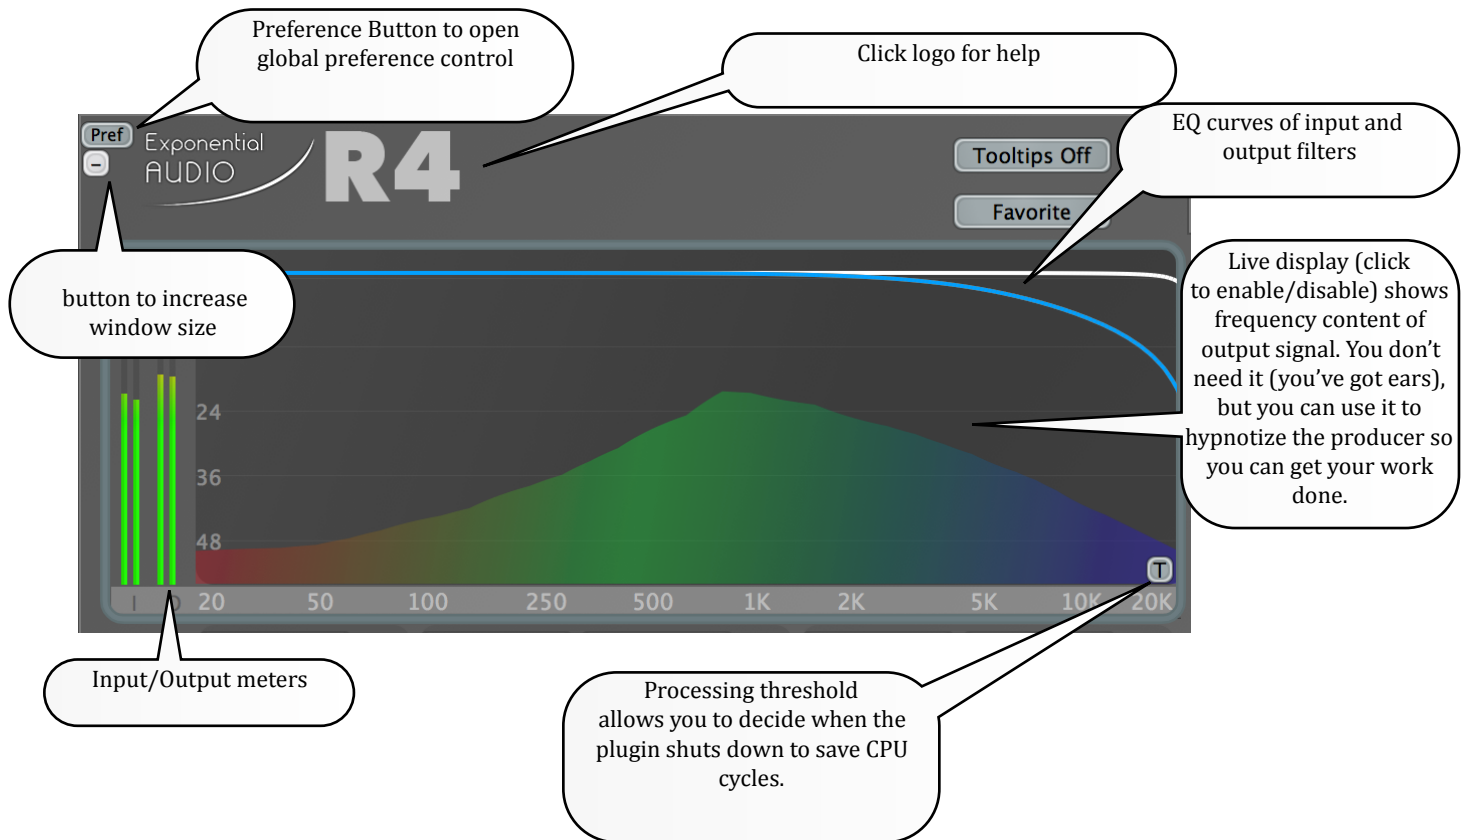 Preference Button to open
global preference control
Click logo for help
EQ curves of input and
output filters
Pref
Exponential
AUDIO
R4
Tooltips Off
Favorite
−
button to increase
window size
Live display (click
to enable/disable) shows
frequency content of
output signal. You don’t
need it (you’ve got ears),
but you can use it to
hypnotize the producer so
you can get your work
done.
24
36
48
T
I
20 50 100 250 500 1K 2K 5K 10K 20K
Input/Output meters
Processing threshold
allows you to decide when the
plugin shuts down to save CPU
cycles.